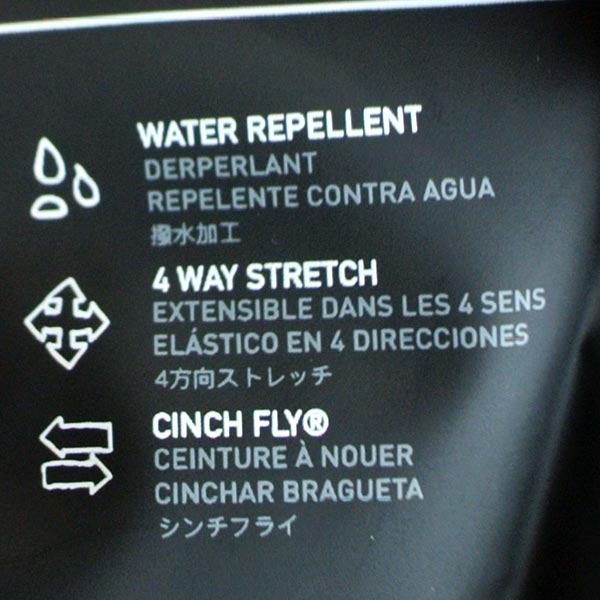 WATER REPELLENT
DERPERLANT
REPELENTE CONTRA AGUA
撥水加工
4 WAY STRETCH
EXTENSIBLE DANS LES 4 SENS
ELÁSTICO EN 4 DIRECCIONES
4方向ストレッチ
CINCH FLY®
CEINTURE À NOUER
CINCHAR BRAGUETA
シンチフライ